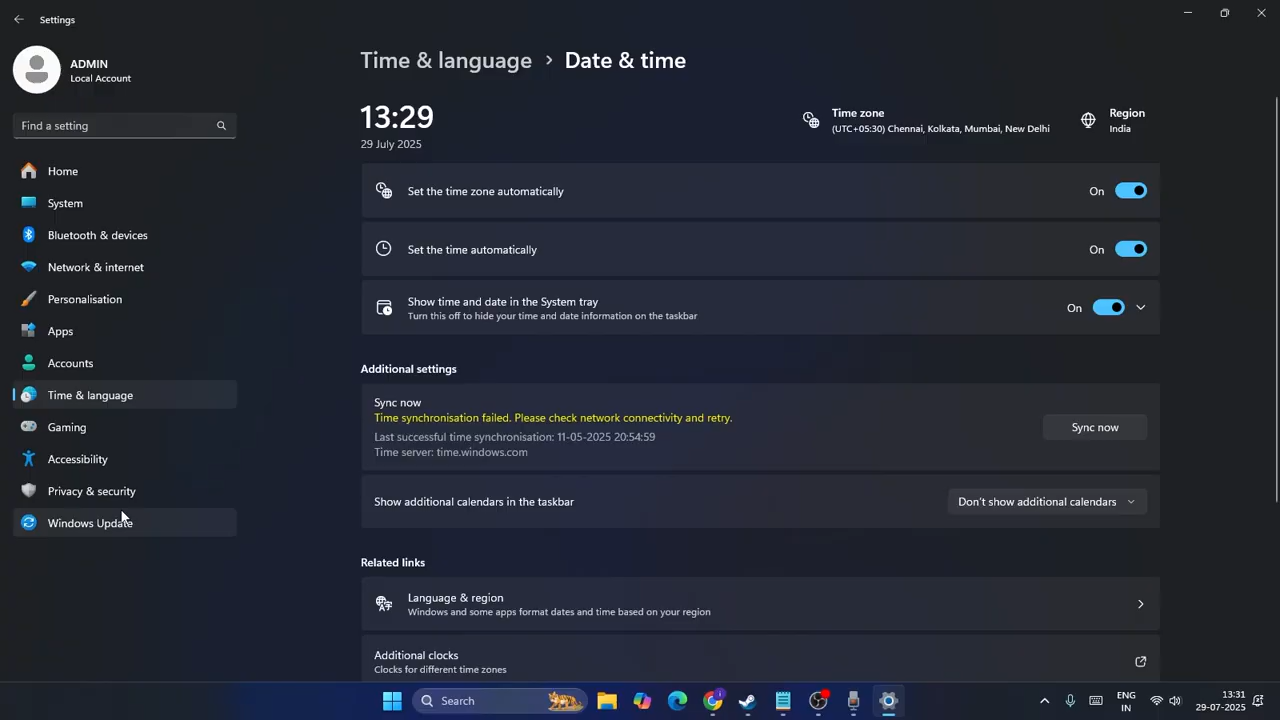 Settings
ADMIN
Local Account
Find a setting
Home
System
Bluetooth & devices
Network & internet
Personalisation
Apps
Accounts
Time & language
Gaming
Accessibility
Privacy & security
Windows Update
Time & language > Date & time
13:29
29 July 2025
Time zone
(UTC+05:30) Chennai, Kolkata, Mumbai, New Delhi
Region
India
Set the time zone automatically On
Set the time automatically On
Show time and date in the System tray
Turn this off to hide your time and date information on the taskbar
On
Additional settings
Sync now
Time synchronisation failed. Please check network connectivity and retry.
Last successful time synchronisation: 11-05-2025 20:54:59
Time server: time.windows.com
Sync now
Show additional calendars in the taskbar Don't show additional calendars
Related links
Language & region
Windows and some apps format dates and time based on your region
Additional clocks
Clocks for different time zones
Search
ENG
IN
13:31
29-07-2025